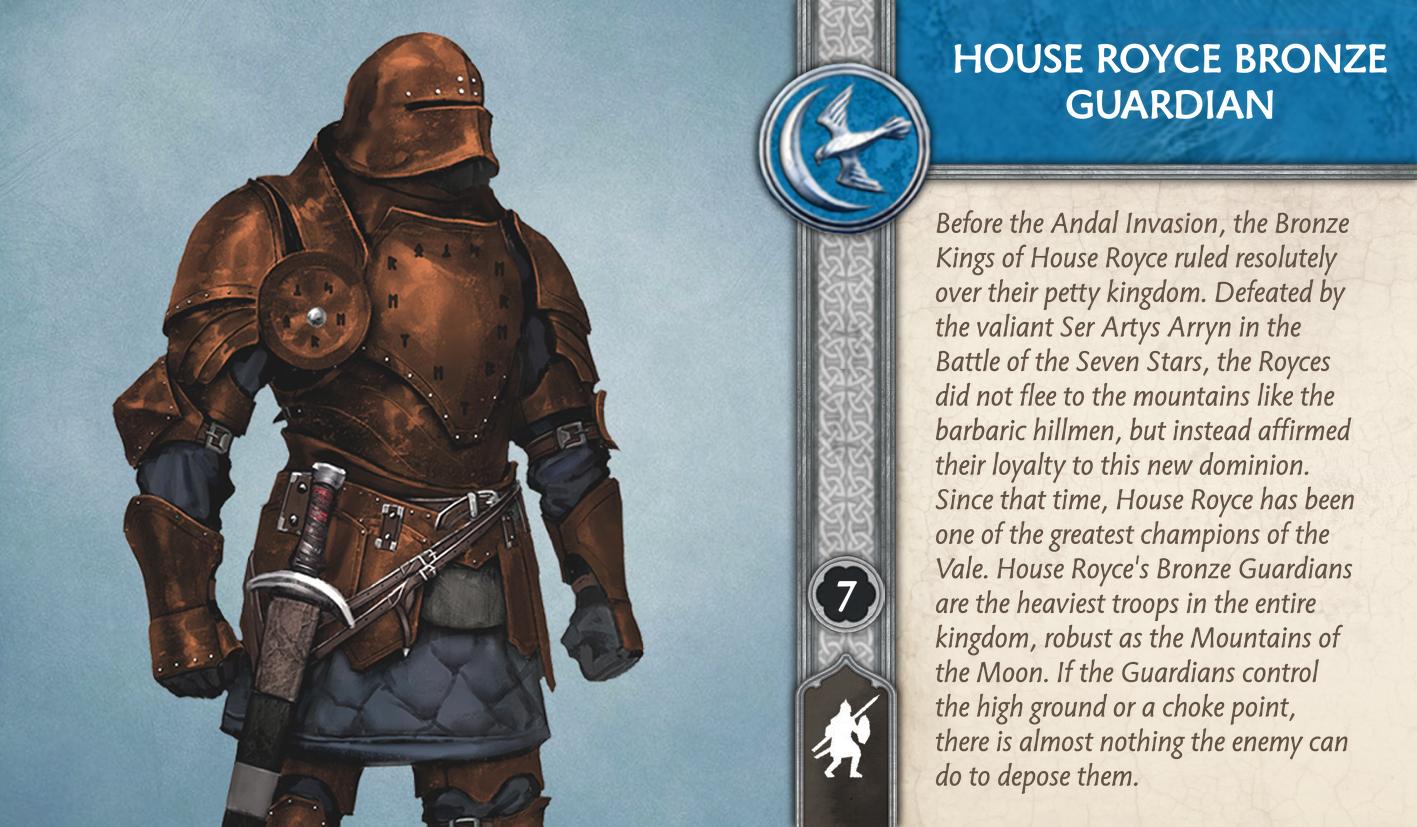 HOUSE ROYCE BRONZE
GUARDIAN
Before the Andal Invasion, the Bronze
Kings of House Royce ruled resolutely
over their petty kingdom. Defeated by
the valiant Ser Artys Arryn in the
Battle of the Seven Stars, the Royces
did not flee to the mountains like the
barbaric hillmen, but instead affirmed
their loyalty to this new dominion.
Since that time, House Royce has been
one of the greatest champions of the
Vale. House Royce's Bronze Guardians
are the heaviest troops in the entire
kingdom, robust as the Mountains of
the Moon. If the Guardians control
the high ground or a choke point,
there is almost nothing the enemy can
do to depose them.
7